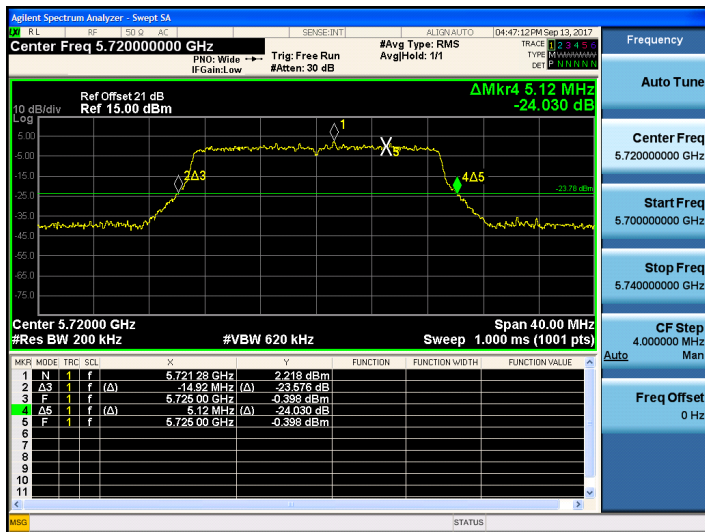 Agilent Spectrum Analyzer - Swept SA
LXI RL RF 50 Ω AC SENSE:INT ALIGN AUTO 04:47:12 PM Sep 13, 2017
Center Freq 5.720000000 GHz
PNO: Wide
IFGain:Low
Trig: Free Run
#Atten: 30 dB
#Avg Type: RMS
Avg|Hold: 1/1
TRACE 1 2 3 4 5 6
TYPE M
DET P N N N N N
Frequency
Auto Tune
Center Freq
5.720000000 GHz
Start Freq
5.700000000 GHz
Stop Freq
5.740000000 GHz
CF Step
4.000000 MHz
Auto Man
Freq Offset
0 Hz
ΔMkr4 5.12 MHz
-24.030 dB
Ref Offset 21 dB
10 dB/div Ref 15.00 dBm
Log
5.00
-5.00
-15.0
-25.0
-35.0
-45.0
-55.0
-65.0
-75.0
1
2Δ3
5
4Δ5
-23.78 dBm
Center 5.72000 GHz Span 40.00 MHz
#Res BW 200 kHz #VBW 620 kHz Sweep 1.000 ms (1001 pts)
MKR MODE TRC SCL X Y FUNCTION FUNCTION WIDTH FUNCTION VALUE
1 N 1 f 5.721 28 GHz 2.218 dBm
2 Δ3 1 f (Δ) -14.92 MHz (Δ) -23.576 dB
3 F 1 f 5.725 00 GHz -0.398 dBm
4 Δ5 1 f (Δ) 5.12 MHz (Δ) -24.030 dB
5 F 1 f 5.725 00 GHz -0.398 dBm
6
7
8
9
10
11
MSG STATUS